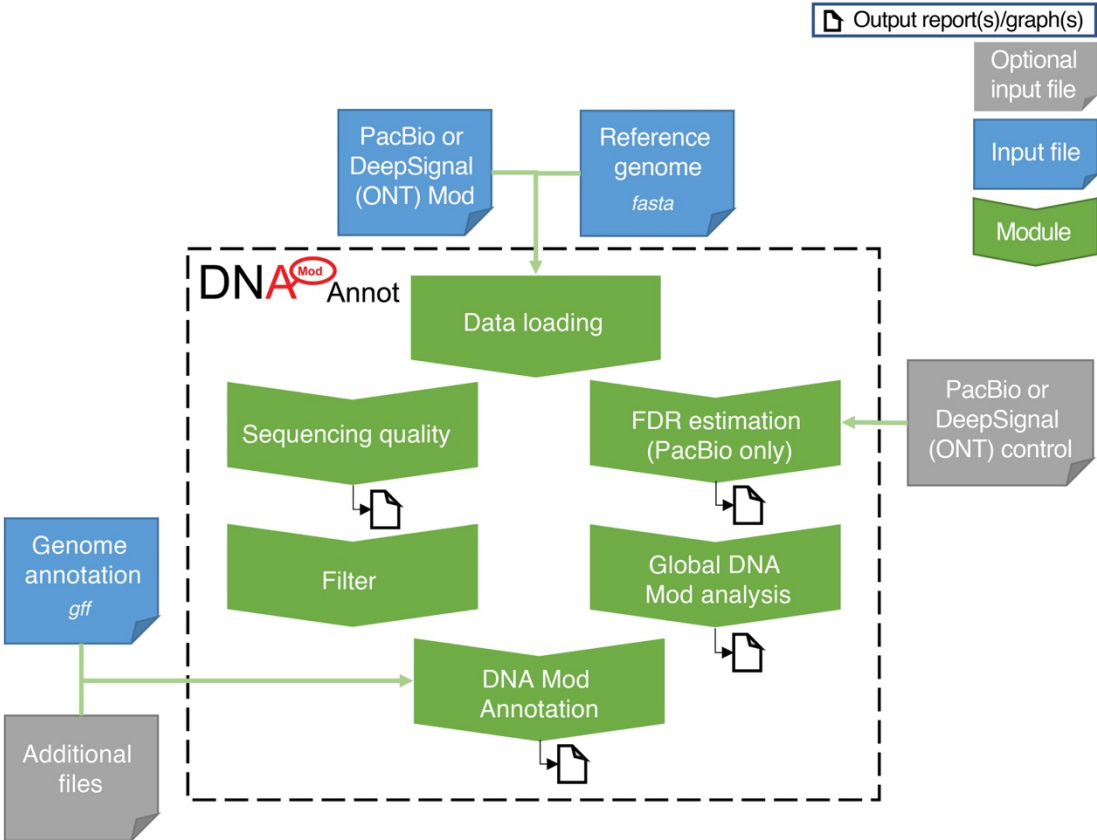 Output report(s)/graph(s)
Optional
input file
Input file
Module
PacBio or
DeepSignal
(ONT) Mod
Reference
genome
fasta
DNA
Mod
Annot
Data loading
Sequencing quality
FDR estimation
(PacBio only)
PacBio or
DeepSignal
(ONT) control
Filter
Global DNA
Mod analysis
Genome
annotation
gff
DNA Mod
Annotation
Additional
files